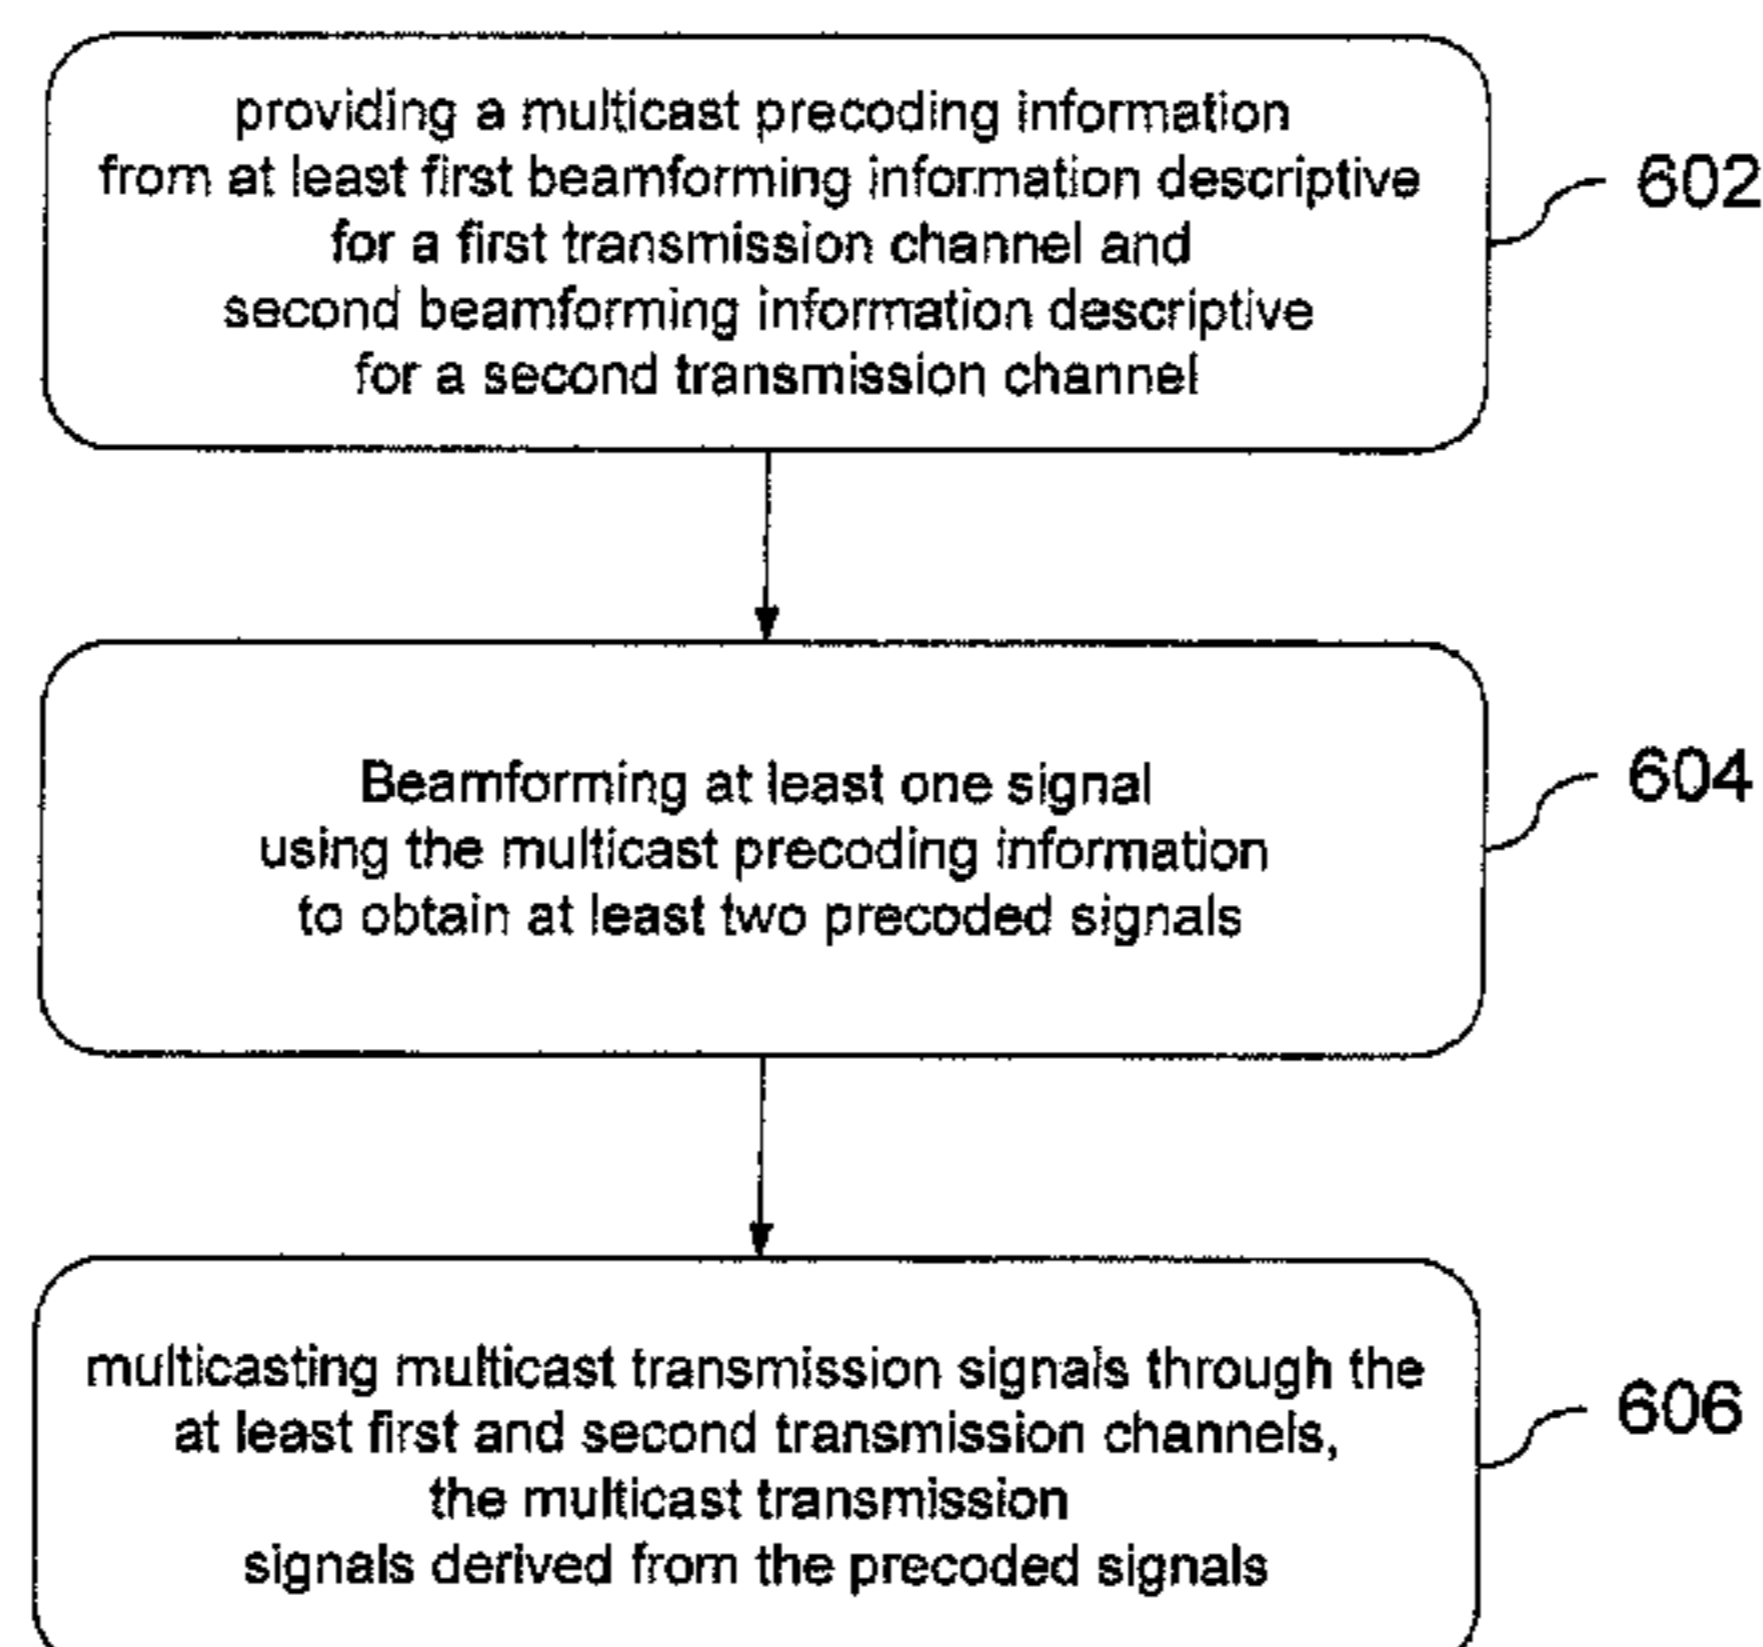 providing a multicast precoding information
from at least first beamforming information descriptive
for a first transmission channel and
second beamforming information descriptive
for a second transmission channel
602
Beamforming at least one signal
using the multicast precoding information
to obtain at least two precoded signals
604
multicasting multicast transmission signals through the
at least first and second transmission channels,
the multicast transmission
signals derived from the precoded signals
606